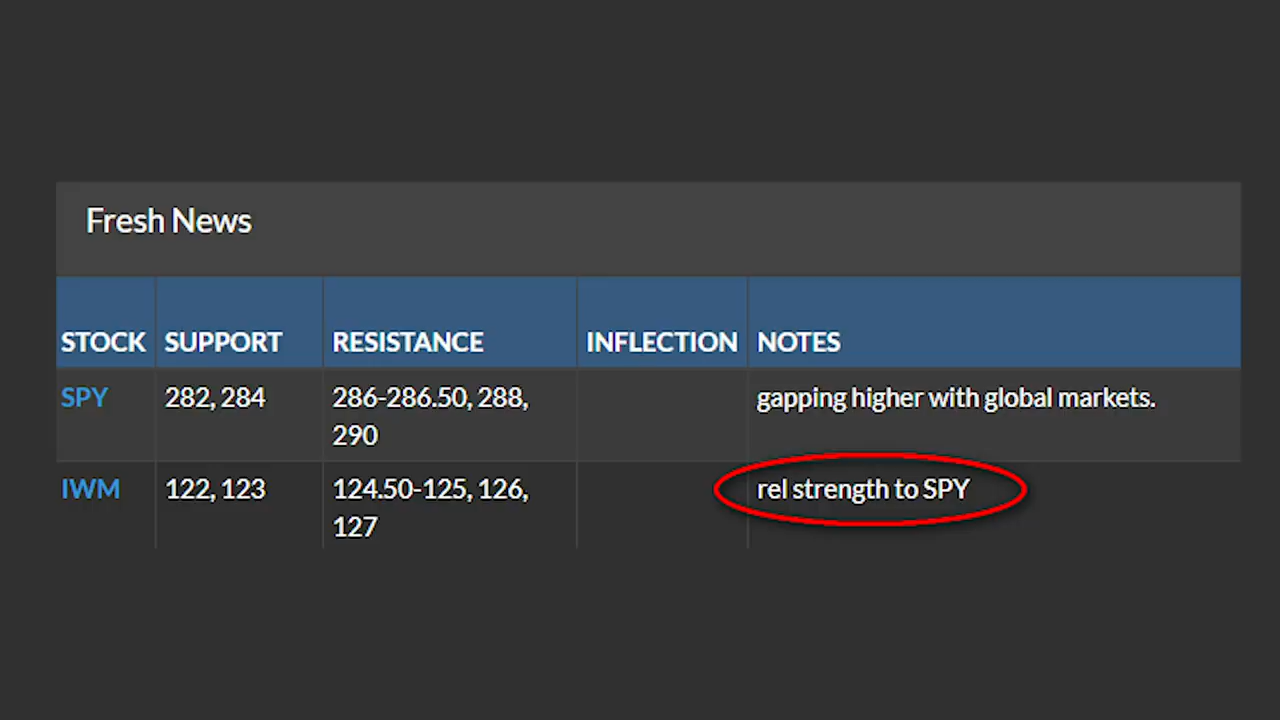 Fresh News
STOCK SUPPORT RESISTANCE INFLECTION NOTES
SPY 282, 284 286-286.50, 288, gapping higher with global markets.
290
IWM 122, 123 124.50-125, 126, rel strength to SPY
127